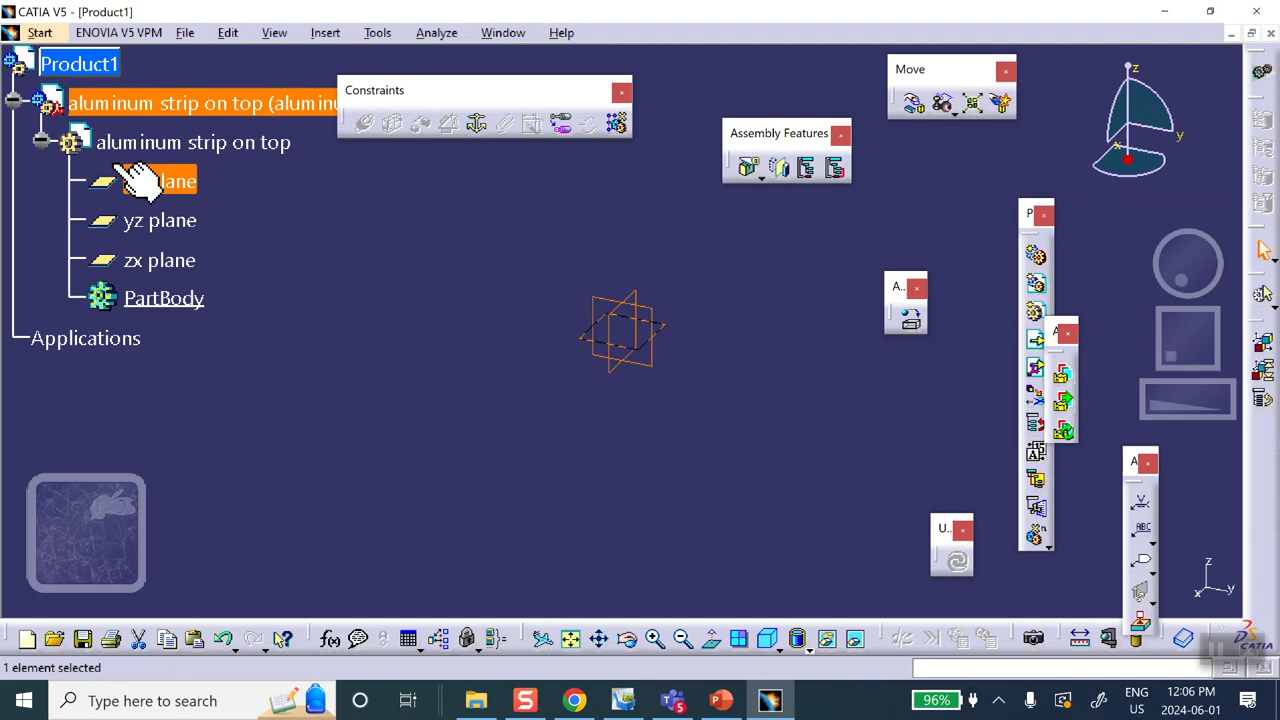 CATIA V5 - [Product1]
Start ENOVIA V5 VPM File Edit View Insert Tools Analyze Window Help
Product1
aluminum strip on top (aluminu
aluminum strip on top
lane
yz plane
zx plane
PartBody
Applications
Constraints
Move
Assembly Features
P
A..
A
A
U..
z
y
x
z
y
x
1 element selected
CATIA
Type here to search
96%
ENG
US
12:06 PM
2024-06-01